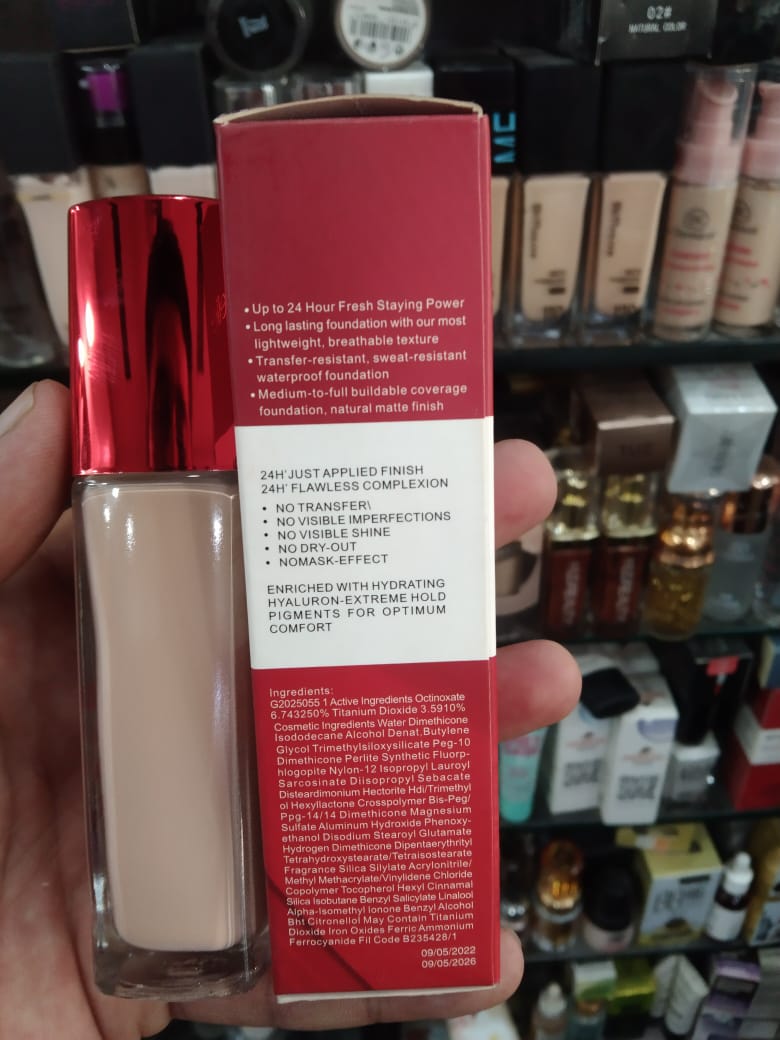 02#
NATURAL COLOR
ME
• Up to 24 Hour Fresh Staying Power
• Long lasting foundation with our most
lightweight, breathable texture
• Transfer-resistant, sweat-resistant
waterproof foundation
• Medium-to-full buildable coverage
foundation, natural matte finish
24H'JUST APPLIED FINISH
24H' FLAWLESS COMPLEXION
• NO TRANSFER\
• NO VISIBLE IMPERFECTIONS
• NO VISIBLE SHINE
• NO DRY-OUT
• NOMASK-EFFECT
ENRICHED WITH HYDRATING
HYALURON-EXTREME HOLD
PIGMENTS FOR OPTIMUM
COMFORT
Ingredients:
G2025055 1 Active Ingredients Octinoxate
6.743250% Titanium Dioxide 3.5910%
Cosmetic Ingredients Water Dimethicone
Isododecane Alcohol Denat,Butylene
Glycol Trimethylsiloxysilicate Peg-10
Dimethicone Perlite Synthetic Fluorp-
hlogopite Nylon-12 Isopropyl Lauroyl
Sarcosinate Diisopropyl Sebacate
Disteardimonium Hectorite Hdi/Trimethyl
ol Hexyllactone Crosspolymer Bis-Peg/
Ppg-14/14 Dimethicone Magnesium
Sulfate Aluminum Hydroxide Phenoxy-
ethanol Disodium Stearoyl Glutamate
Hydrogen Dimethicone Dipentaerythrityl
Tetrahydroxystearate/Tetraisostearate
Fragrance Silica Silylate Acrylonitrile/
Methyl Methacrylate/Vinylidene Chloride
Copolymer Tocopherol Hexyl Cinnamal
Silica Isobutane Benzyl Salicylate Linalool
Alpha-Isomethyl Ionone Benzyl Alcohol
Bht Citronellol May Contain Titanium
Dioxide Iron Oxides Ferric Ammonium
Ferrocyanide Fil Code B235428/1
09/05/2022
09/05/2026